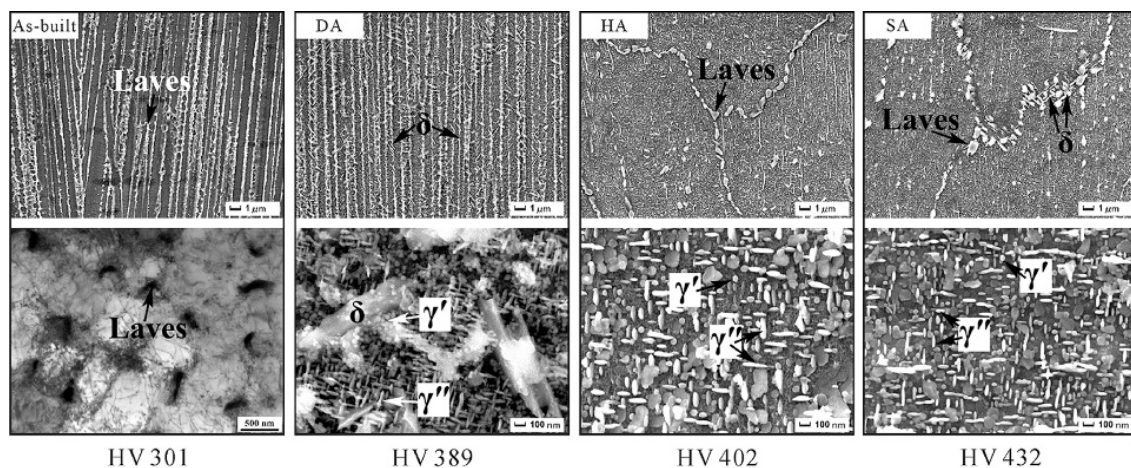 As-built
Laves
1 μm
DA
δ
1 μm
HA
Laves
1 μm
SA
Laves
δ
1 μm
Laves
500 nm
δ
γ'
γ''
100 nm
γ'
γ''
100 nm
γ'
γ''
100 nm
HV 301
HV 389
HV 402
HV 432